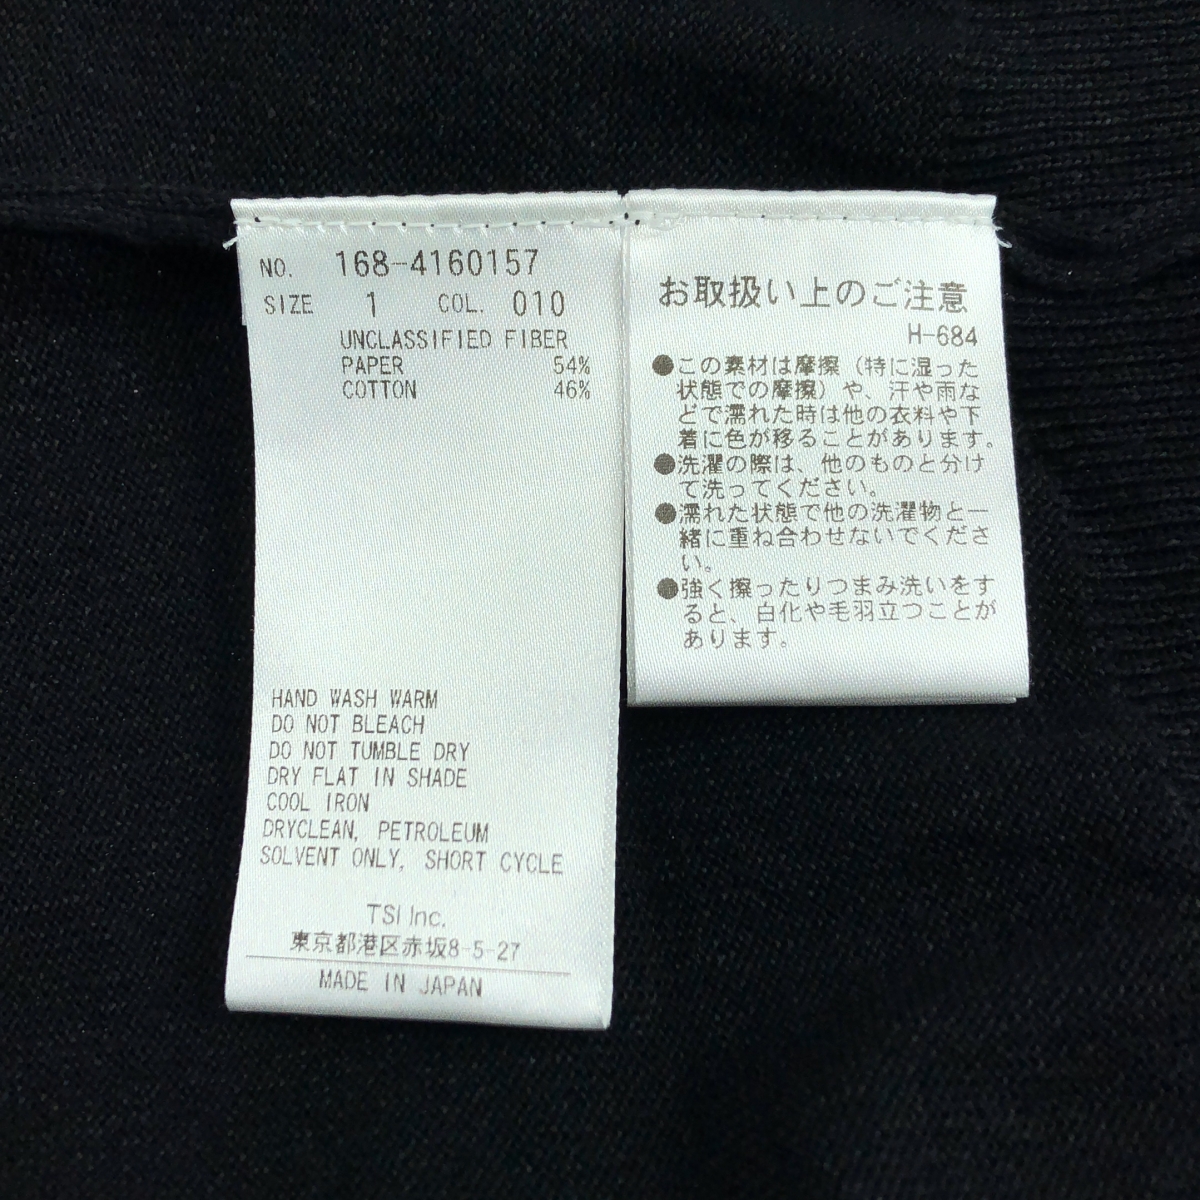 NO. 168-4160157
SIZE 1 COL. 010
UNCLASSIFIED FIBER
PAPER 54%
COTTON 46%
HAND WASH WARM
DO NOT BLEACH
DO NOT TUMBLE DRY
DRY FLAT IN SHADE
COOL IRON
DRYCLEAN, PETROLEUM
SOLVENT ONLY, SHORT CYCLE
TSI Inc.
東京都港区赤坂8-5-27
MADE IN JAPAN
お取扱い上のご注意
H-684
●この素材は摩擦（特に湿った
状態での摩擦）や、汗や雨な
どで濡れた時は他の衣料や下
着に色が移ることがあります。
●洗濯の際は、他のものと分け
て洗ってください。
●濡れた状態で他の洗濯物と一
緒に重ね合わせないでくださ
い。
●強く擦ったりつまみ洗いをす
ると、白化や毛羽立つことが
あります。